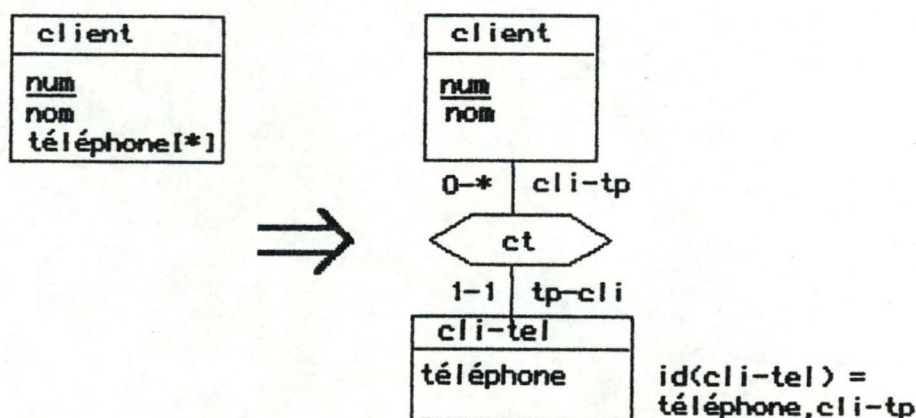 client
num
nom
téléphone[*]
client
num
nom
0-* cli-tp
ct
1-1 tp-cli
cli-tel
téléphone
id(cli-tel) =
téléphone,cli-tp